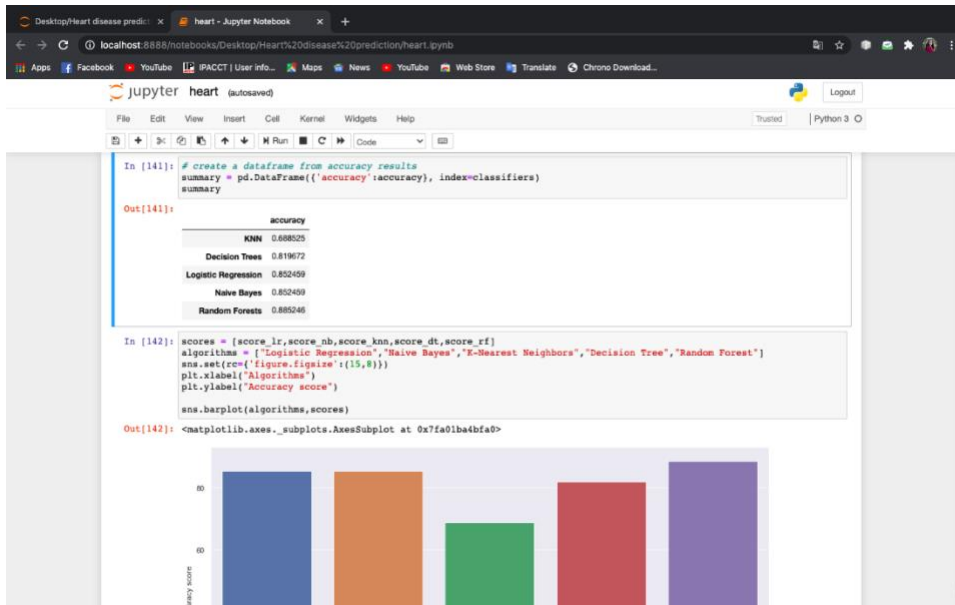 Desktop/Heart disease predict
heart - Jupyter Notebook
localhost:8888/notebooks/Desktop/Heart%20disease%20prediction/heart.ipynb
Apps Facebook YouTube IPACCT | User info... Maps News YouTube Web Store Translate Chrono Download...
jupyter heart (autosaved)
Logout
File Edit View Insert Cell Kernel Widgets Help
Trusted Python 3
Run Code
In [141]: # create a dataframe from accuracy results
summary = pd.DataFrame({'accuracy':accuracy}, index=classifiers)
summary
Out[141]:
accuracy
KNN 0.688525
Decision Trees 0.819672
Logistic Regression 0.852459
Naive Bayes 0.852459
Random Forests 0.885246
In [142]: scores = [score_lr,score_nb,score_knn,score_dt,score_rf]
algorithms = ["Logistic Regression","Naive Bayes","K-Nearest Neighbors","Decision Tree","Random Forest"]
sns.set(rc={'figure.figsize':(15,8)})
plt.xlabel("Algorithms")
plt.ylabel("Accuracy score")
sns.barplot(algorithms,scores)
Out[142]: <matplotlib.axes._subplots.AxesSubplot at 0x7fa01ba4bfa0>
80
60
score